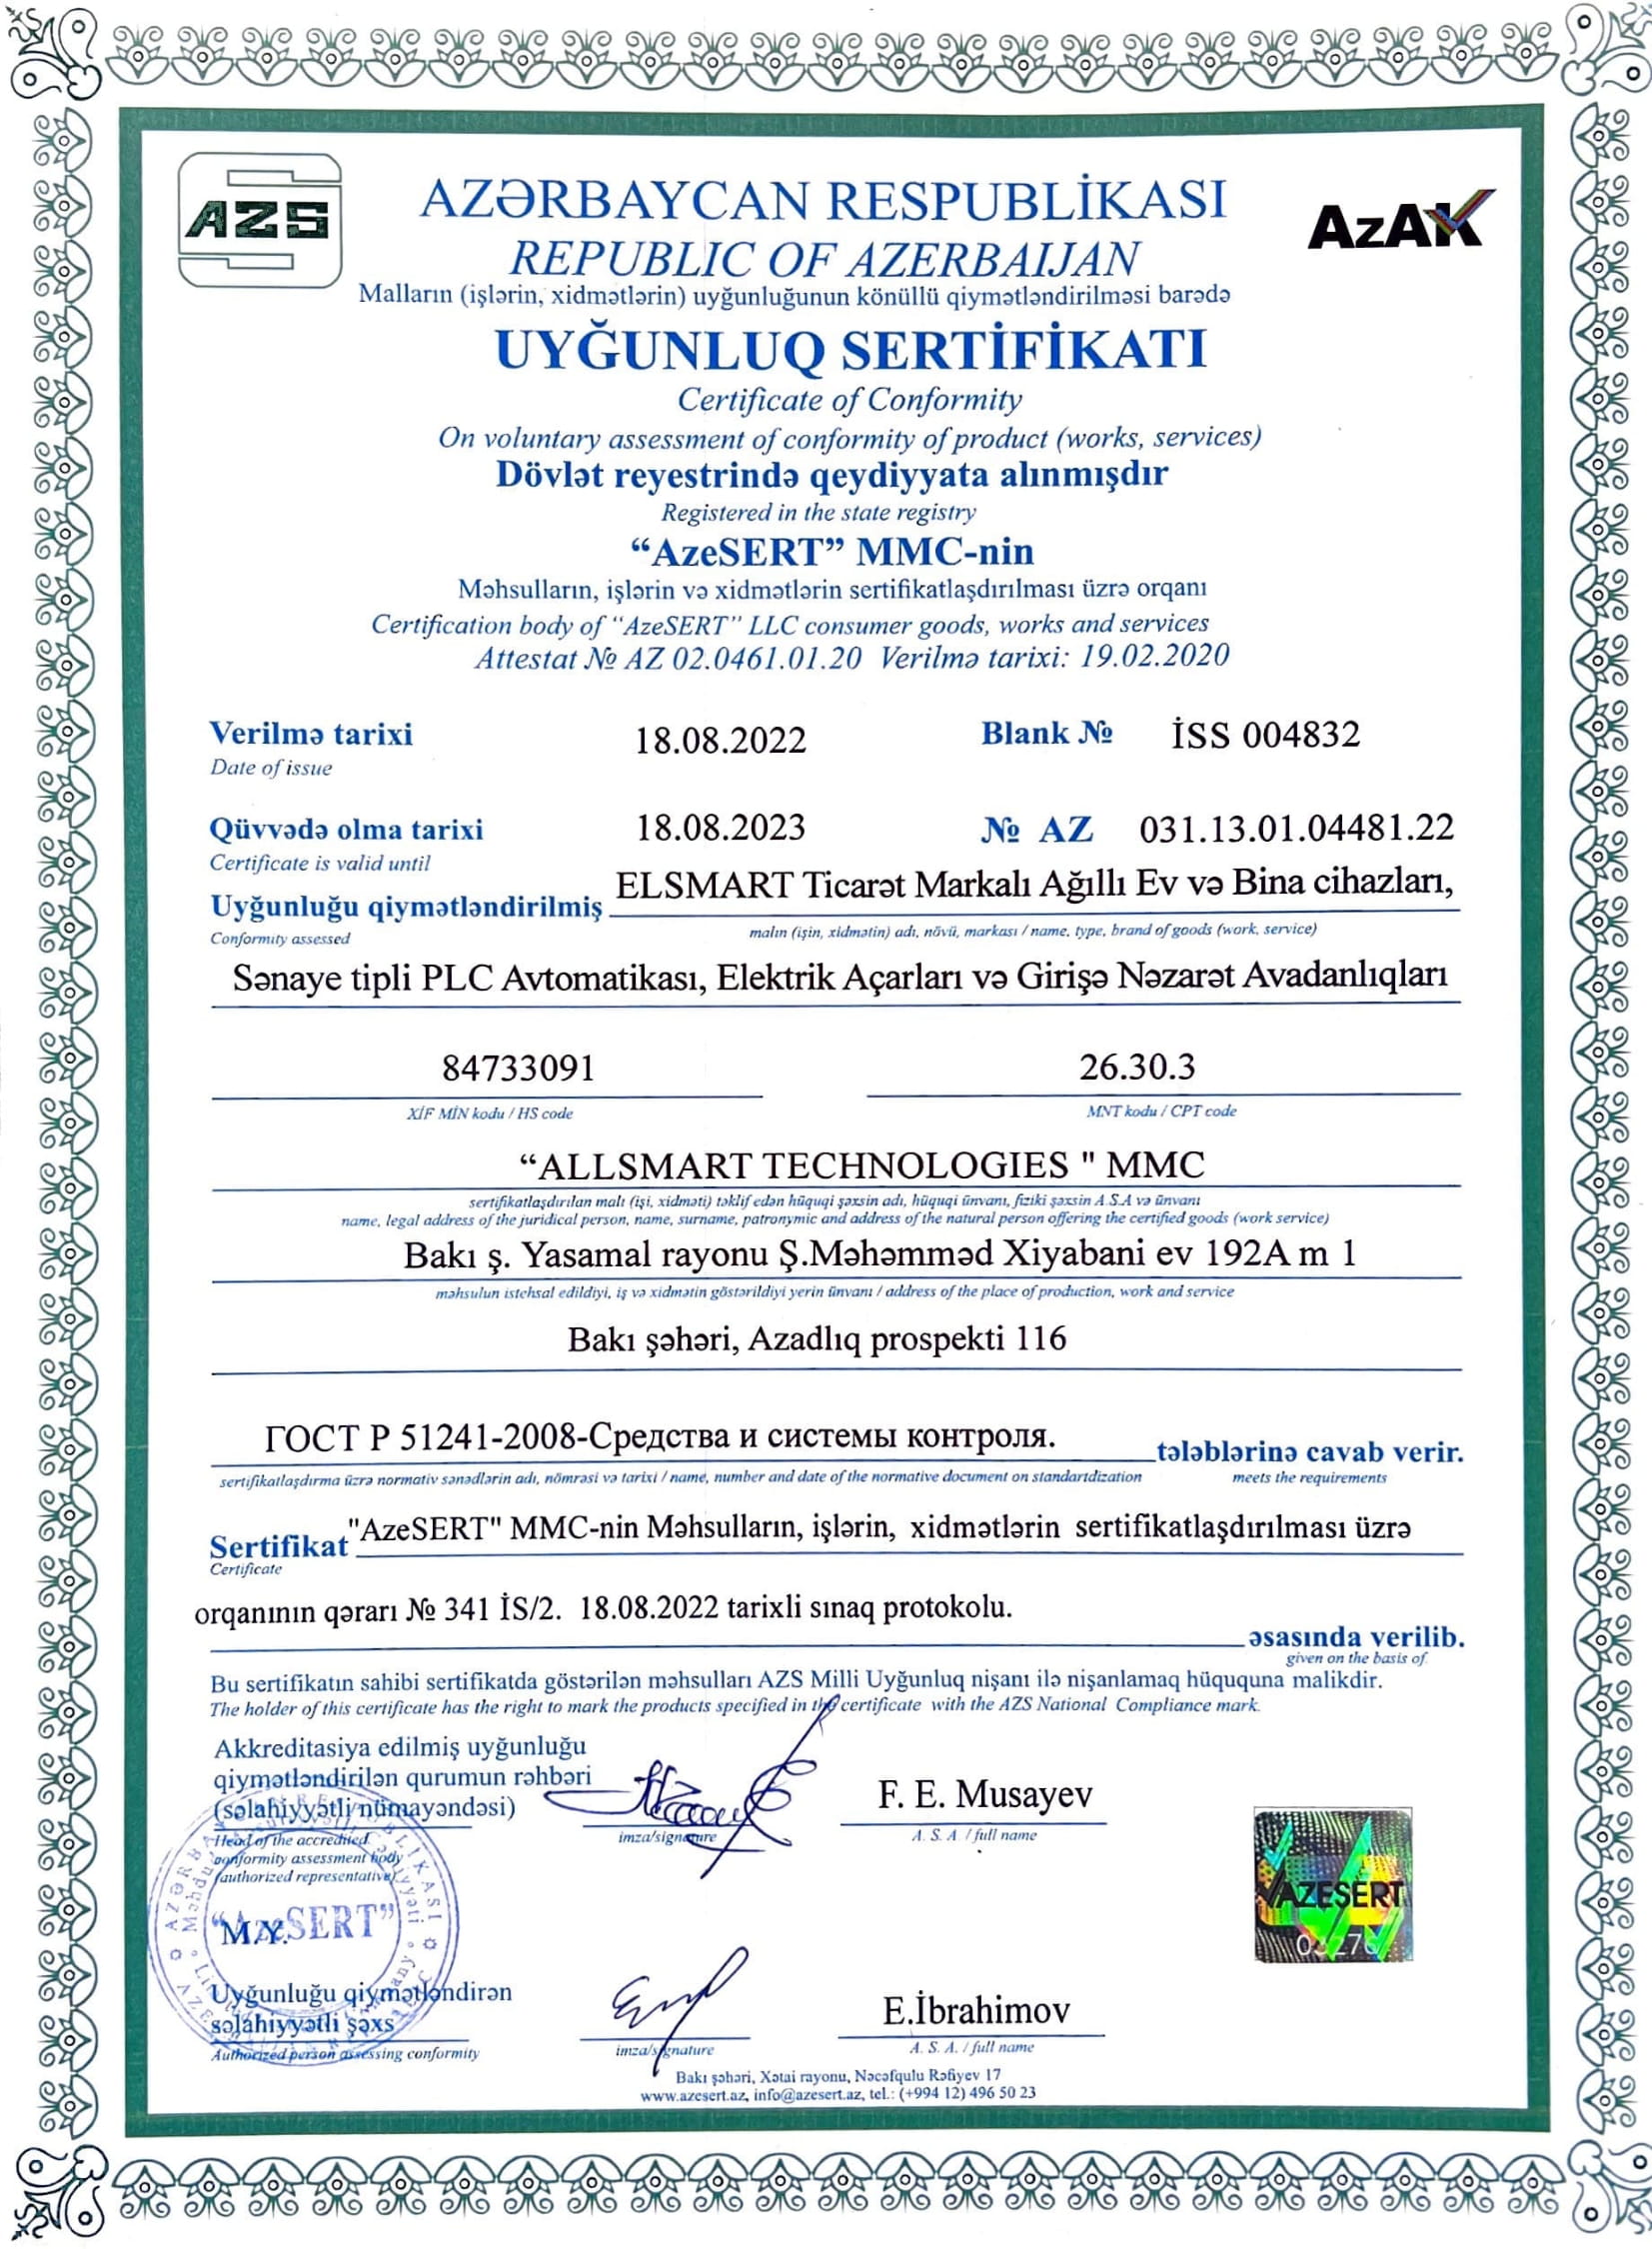 AZS
AzAK
AZƏRBAYCAN RESPUBLİKASI
REPUBLIC OF AZERBAIJAN
Malların (işlərin, xidmətlərin) uyğunluğunun könüllü qiymətləndirilməsi barədə
UYĞUNLUQ SERTİFİKATI
Certificate of Conformity
On voluntary assessment of conformity of product (works, services)
Dövlət reyestrində qeydiyyata alınmışdır
Registered in the state registry
“AzeSERT” MMC-nin
Məhsulların, işlərin və xidmətlərin sertifikatlaşdırılması üzrə orqanı
Certification body of “AzeSERT” LLC consumer goods, works and services
Attestat № AZ 02.0461.01.20 Verilmə tarixi: 19.02.2020
Verilmə tarixi 18.08.2022 Blank № İSS 004832
Date of issue
Qüvvədə olma tarixi 18.08.2023 № AZ 031.13.01.04481.22
Certificate is valid until
Uyğunluğu qiymətləndirilmiş ELSMART Ticarət Markalı Ağıllı Ev və Bina cihazları,
Conformity assessed malın (işin, xidmətin) adı, növü, markası / name, type, brand of goods (work, service)
Sənaye tipli PLC Avtomatikası, Elektrik Açarları və Girişə Nəzarət Avadanlıqları
84733091 26.30.3
XİF MİN kodu / HS code MNT kodu / CPT code
“ALLSMART TECHNOLOGIES " MMC
sertifikatlaşdırılan malı (işi, xidməti) təklif edən hüquqi şəxsin adı, hüquqi ünvanı, fiziki şəxsin A.S.A və ünvanı
name, legal address of the juridical person, name, surname, patronymic and address of the natural person offering the certified goods (work service)
Bakı ş. Yasamal rayonu Ş.Məhəmməd Xiyabani ev 192A m 1
məhsulun istehsal edildiyi, iş və xidmətin göstərildiyi yerin ünvanı / address of the place of production, work and service
Bakı şəhəri, Azadlıq prospekti 116
ГОСТ Р 51241-2008-Средства и системы контроля. tələblərinə cavab verir.
sertifikatlaşdırma üzrə normativ sənədlərin adı, nömrəsi və tarixi / name, number and date of the normative document on standartdization meets the requirements
Sertifikat "AzeSERT" MMC-nin Məhsulların, işlərin, xidmətlərin sertifikatlaşdırılması üzrə
Certificate
orqanının qərarı № 341 İS/2. 18.08.2022 tarixli sınaq protokolu.
əsasında verilib.
given on the basis of
Bu sertifikatın sahibi sertifikatda göstərilən məhsulları AZS Milli Uyğunluq nişanı ilə nişanlamaq hüququna malikdir.
The holder of this certificate has the right to mark the products specified in the certificate with the AZS National Compliance mark.
Akkreditasiya edilmiş uyğunluğu
qiymətləndirilən qurumun rəhbəri
(səlahiyyətli nümayəndəsi) F. E. Musayev
imza/signature A. S. A. / full name
Head of the accredited
conformity assessment body
(authorized representative)
AZESERT
“AzeSERT”
M.Y.
Uyğunluğu qiymətləndirən
səlahiyyətli şəxs E.İbrahimov
Authorized person assessing conformity imza/signature A. S. A. / full name
Bakı şəhəri, Xətai rayonu, Nəcəfqulu Rəfiyev 17
www.azesert.az, info@azesert.az, tel.: (+994 12) 496 50 23